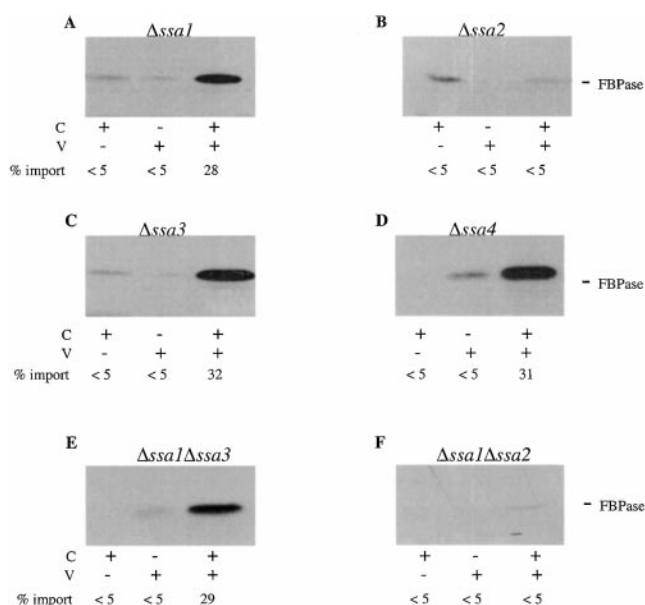 A Δssa1
B Δssa2
- FBPase
C + - +
V - + +
% import < 5 < 5 28
+ - +
- + +
< 5 < 5 < 5
C Δssa3
D Δssa4
- FBPase
C + - +
V - + +
% import < 5 < 5 32
+ - +
- + +
< 5 < 5 31
E Δssa1Δssa3
F Δssa1Δssa2
- FBPase
C + - +
V - + +
% import < 5 < 5 29
+ - +
- + +
< 5 < 5 < 5